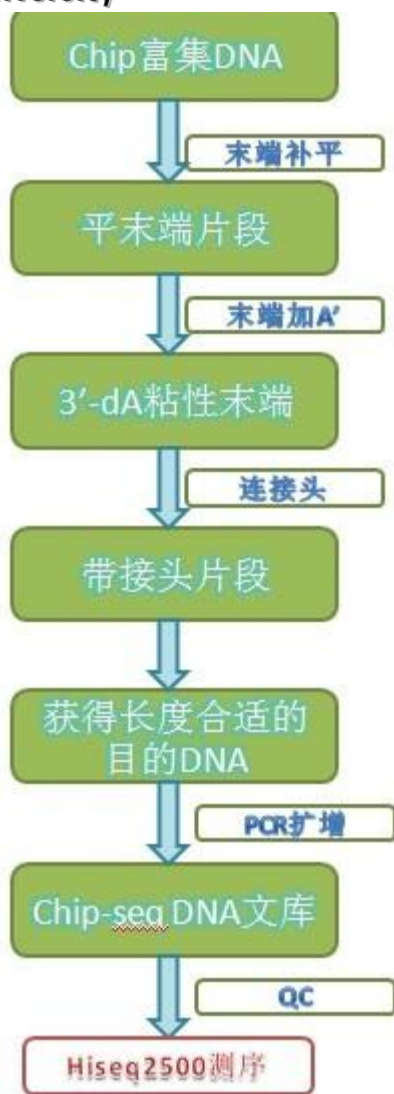 Chip富集DNA
末端补平
平末端片段
末端加A'
3'-dA粘性末端
连接头
带接头片段
获得长度合适的
目的DNA
PCR扩增
Chip-seq DNA文库
QC
Hiseq2500测序